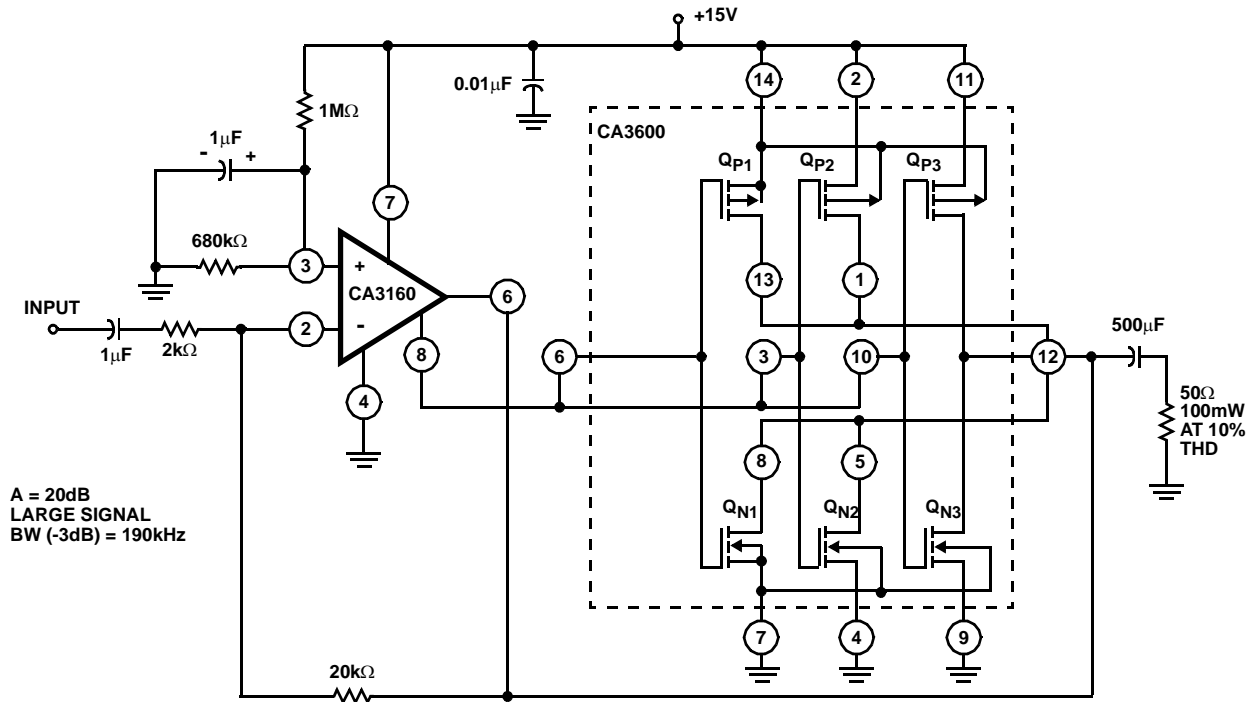 +15V
14
2
11
0.01µF
1MΩ
CA3600
1µF
- +
QP1
QP2
QP3
7
680kΩ
3
+
CA3160
-
6
13
1
INPUT
1µF
2kΩ
2
8
6
3
10
12
500µF
50Ω
100mW
AT 10%
THD
4
8
5
A = 20dB
LARGE SIGNAL
BW (-3dB) = 190kHz
QN1
QN2
QN3
7
4
9
20kΩ